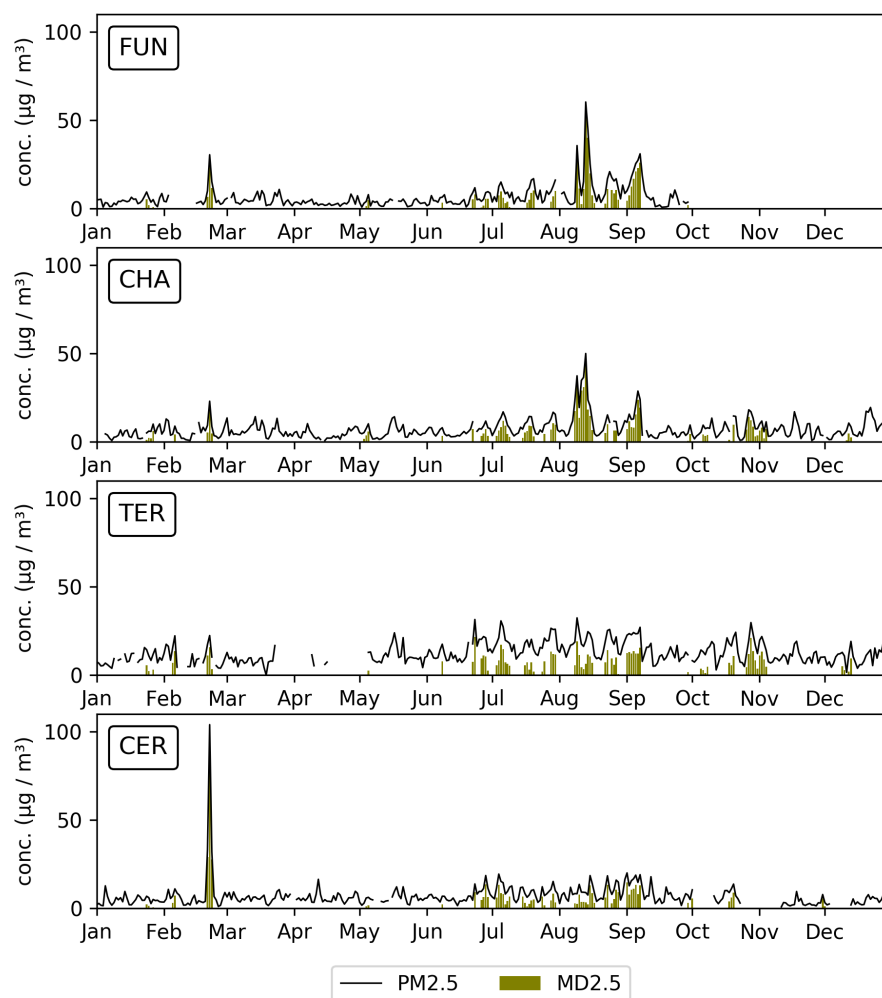 FUN
conc. (µg / m³)
100
50
0
Jan Feb Mar Apr May Jun Jul Aug Sep Oct Nov Dec
CHA
conc. (µg / m³)
100
50
0
Jan Feb Mar Apr May Jun Jul Aug Sep Oct Nov Dec
TER
conc. (µg / m³)
100
50
0
Jan Feb Mar Apr May Jun Jul Aug Sep Oct Nov Dec
CER
conc. (µg / m³)
100
50
0
Jan Feb Mar Apr May Jun Jul Aug Sep Oct Nov Dec
PM2.5 MD2.5